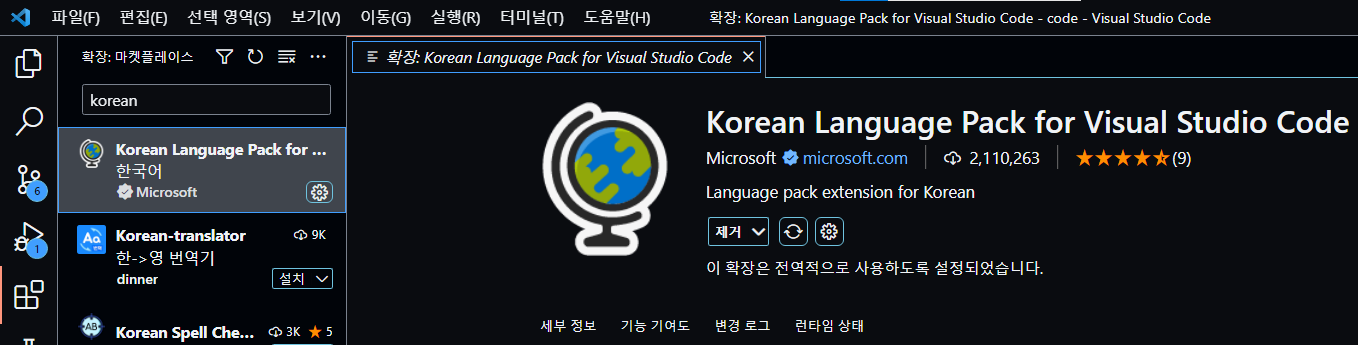 파일(F) 편집(E) 선택 영역(S) 보기(V) 이동(G) 실행(R) 터미널(T) 도움말(H) 확장: Korean Language Pack for Visual Studio Code - code - Visual Studio Code
확장: 마켓플레이스
확장: Korean Language Pack for Visual Studio Code
korean
Korean Language Pack for ...
한국어
Microsoft
6
Korean-translator 9K
한->영 번역기
dinner 설치
1
Korean Spell Che... 3K 5
Korean Language Pack for Visual Studio Code
Microsoft microsoft.com 2,110,263 (9)
Language pack extension for Korean
제거
이 확장은 전역적으로 사용하도록 설정되었습니다.
세부 정보 기능 기여도 변경 로그 런타임 상태